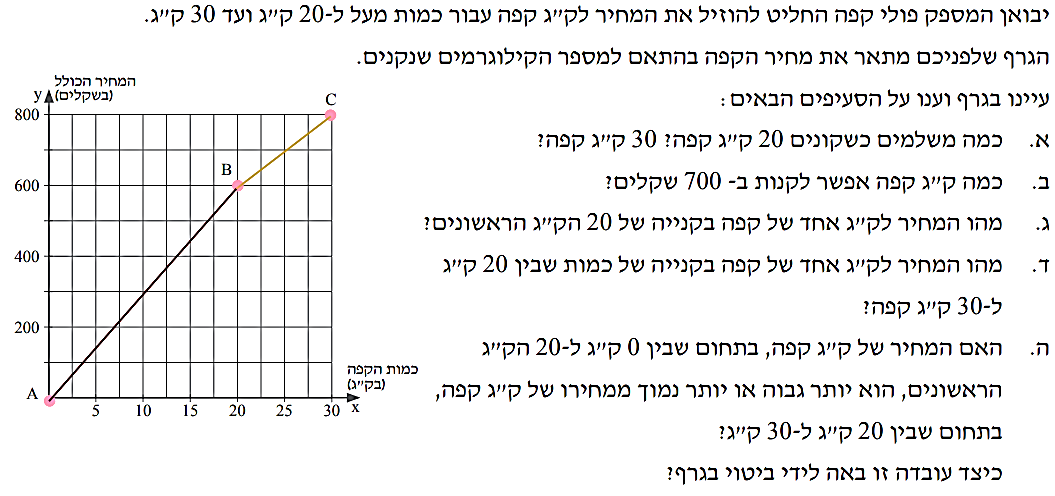 יבואן המספק פולי קפה החליט להוזיל את המחיר לק״ג קפה עבור כמות מעל ל-20 ק״ג ועד 30 ק״ג.
הגרף שלפניכם מתאר את מחיר הקפה בהתאם למספר הקילוגרמים שנקנים.
עיינו בגרף וענו על הסעיפים הבאים:
א. כמה משלמים כשקונים 20 ק״ג קפה? 30 ק״ג קפה?
ב. כמה ק״ג קפה אפשר לקנות ב- 700 שקלים?
ג. מהו המחיר לק״ג אחד של קפה בקנייה של 20 הק״ג הראשונים?
ד. מהו המחיר לק״ג אחד של קפה בקנייה של כמות שבין 20 ק״ג
ל-30 ק״ג קפה?
ה. האם המחיר של ק״ג קפה, בתחום שבין 0 ק״ג ל-20 הק״ג
הראשונים, הוא יותר גבוה או יותר נמוך ממחירו של ק״ג קפה,
בתחום שבין 20 ק״ג ל-30 ק״ג?
כיצד עובדה זו באה לידי ביטוי בגרף?
המחיר הכולל
(בשקלים)
y
C
800
B
600
400
200
A
כמות הקפה
(בק״ג)
x
5 10 15 20 25 30